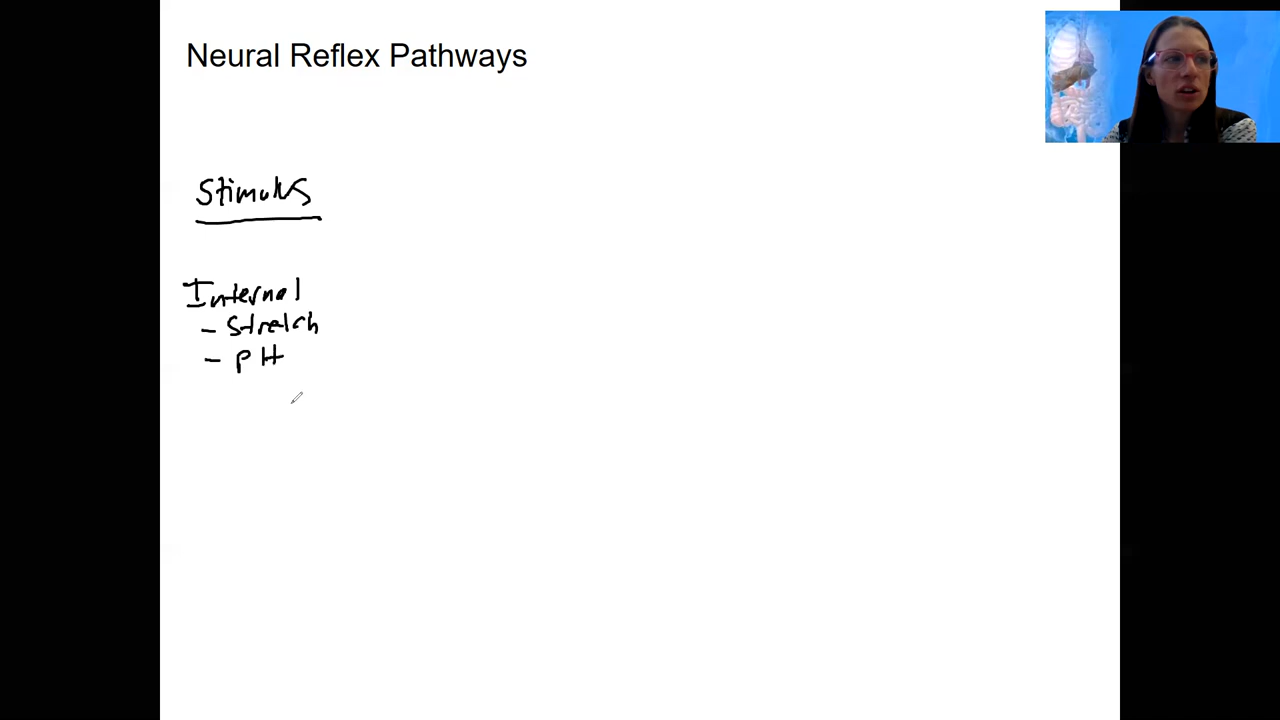 Neural Reflex Pathways
Stimulus
Internal
- Stretch
- pH